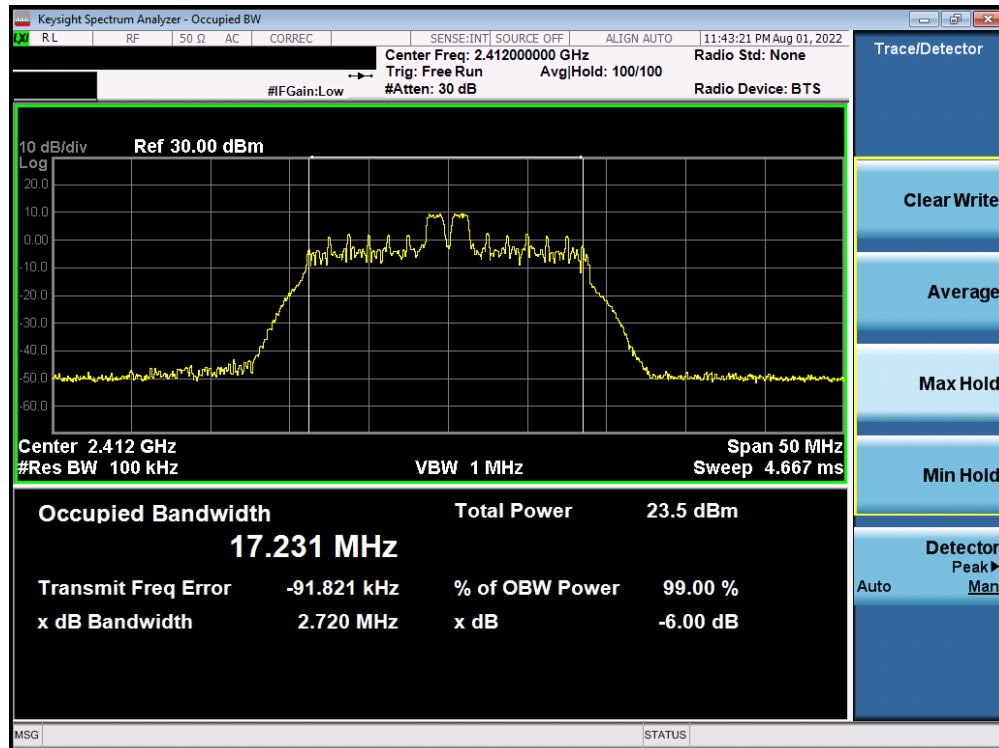 Keysight Spectrum Analyzer - Occupied BW
LXI RL RF 50 Ω AC CORREC SENSE:INT SOURCE OFF ALIGN AUTO 11:43:21 PM Aug 01, 2022
Center Freq: 2.412000000 GHz Radio Std: None
Trig: Free Run Avg|Hold: 100/100
#IFGain:Low #Atten: 30 dB Radio Device: BTS
10 dB/div Ref 30.00 dBm
Log
20.0
10.0
0.00
-10.0
-20.0
-30.0
-40.0
-50.0
-60.0
Center 2.412 GHz Span 50 MHz
#Res BW 100 kHz VBW 1 MHz Sweep 4.667 ms
Occupied Bandwidth Total Power 23.5 dBm
17.231 MHz
Transmit Freq Error -91.821 kHz % of OBW Power 99.00 %
x dB Bandwidth 2.720 MHz x dB -6.00 dB
MSG STATUS
Trace/Detector
Clear Write
Average
Max Hold
Min Hold
Detector
Peak
Auto Man